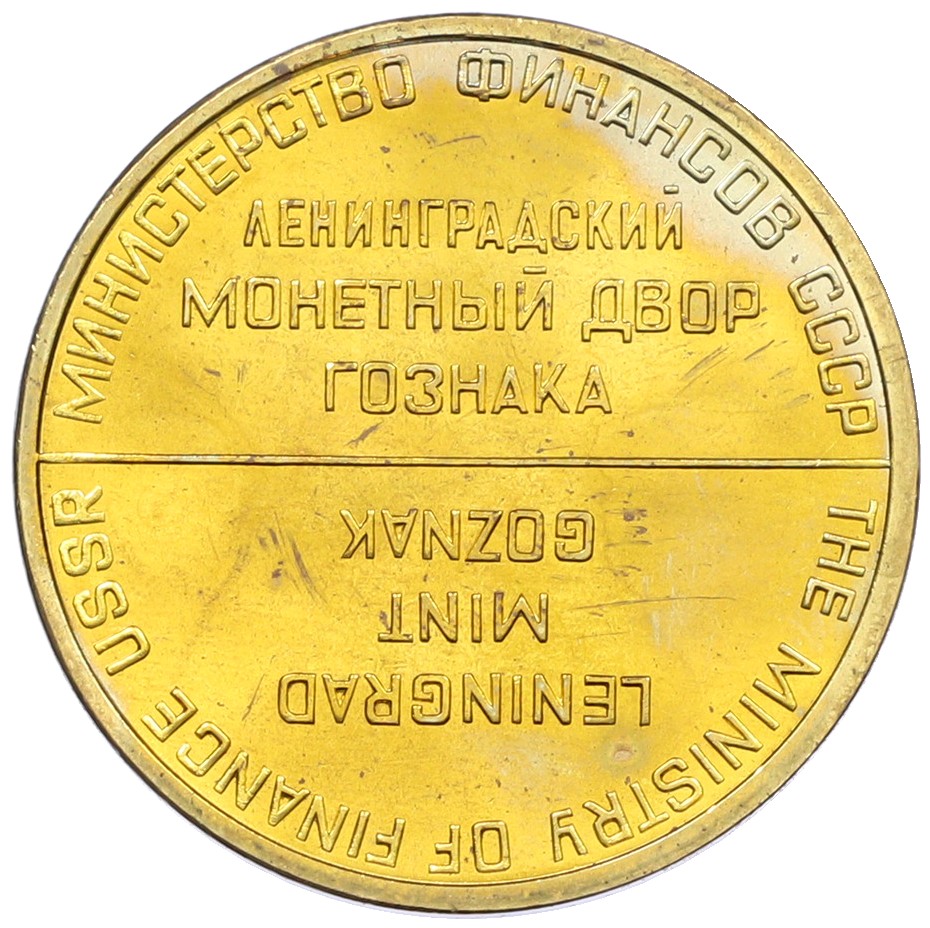 МИНИСТЕРСТВО ФИНАНСОВ СССР
ЛЕНИНГРАДСКИЙ
МОНЕТНЫЙ ДВОР
ГОЗНАКА
THE MINISTRY OF FINANCE USSR
LENINGRAD
MINT
GOZNAK